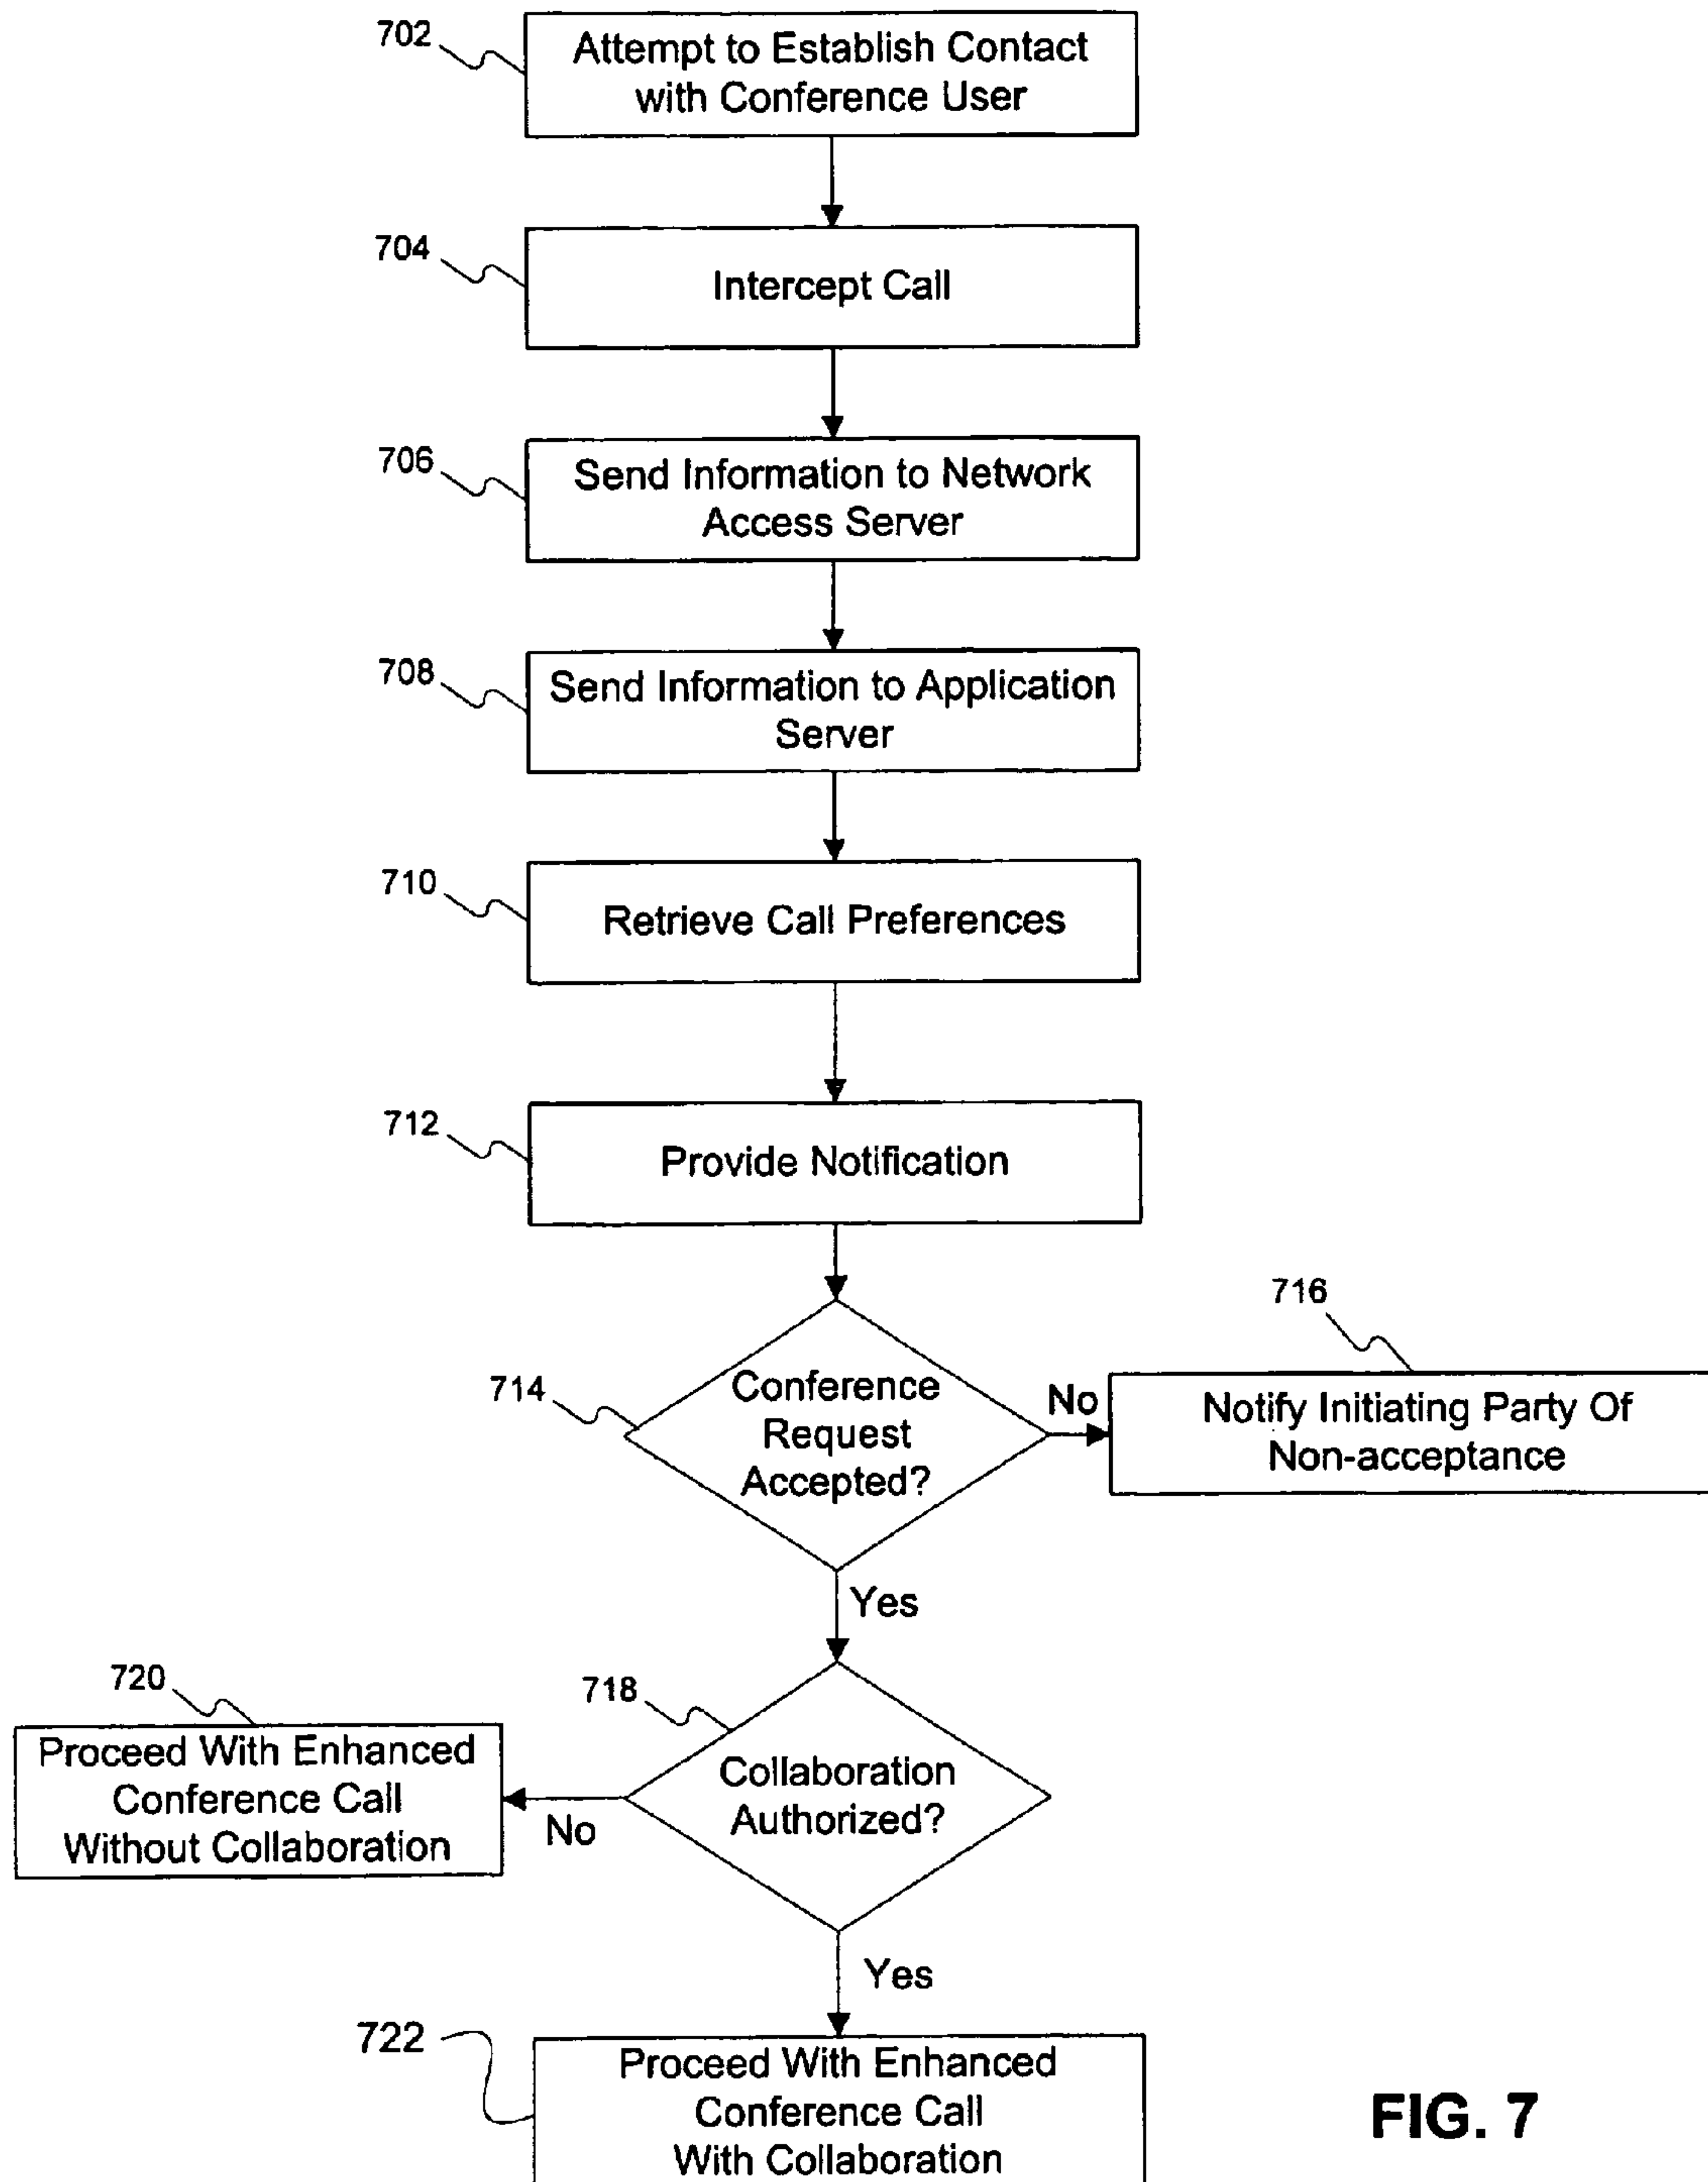 702
Attempt to Establish Contact
with Conference User
704
Intercept Call
706
Send Information to Network
Access Server
708
Send Information to Application
Server
710
Retrieve Call Preferences
712
Provide Notification
714
Conference
Request
Accepted?
No
716
Notify Initiating Party Of
Non-acceptance
Yes
718
Collaboration
Authorized?
No
720
Proceed With Enhanced
Conference Call
Without Collaboration
Yes
722
Proceed With Enhanced
Conference Call
With Collaboration
FIG. 7